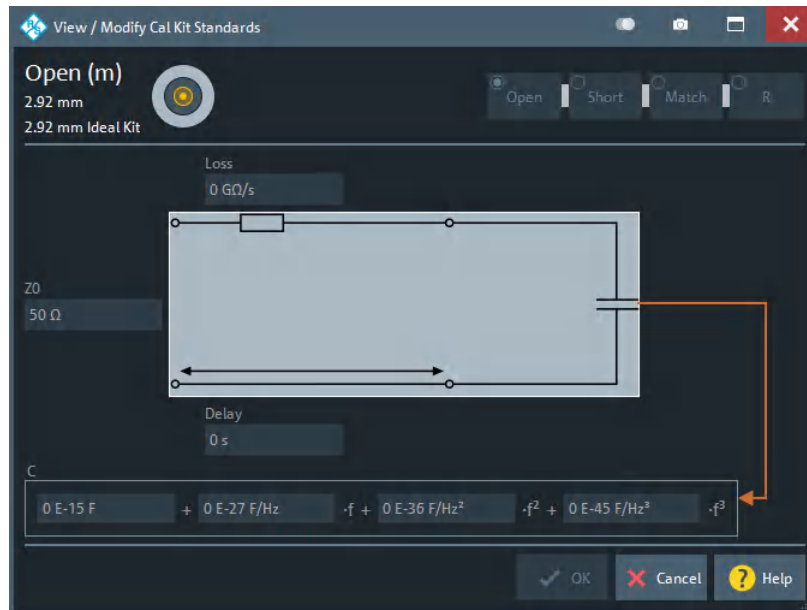 View / Modify Cal Kit Standards
Open (m)
2.92 mm
2.92 mm Ideal Kit
Open Short Match R
Loss
0 GΩ/s
Z0
50 Ω
Delay
0 s
C
0 E-15 F + 0 E-27 F/Hz ·f + 0 E-36 F/Hz² ·f² + 0 E-45 F/Hz³ ·f³
OK Cancel ? Help